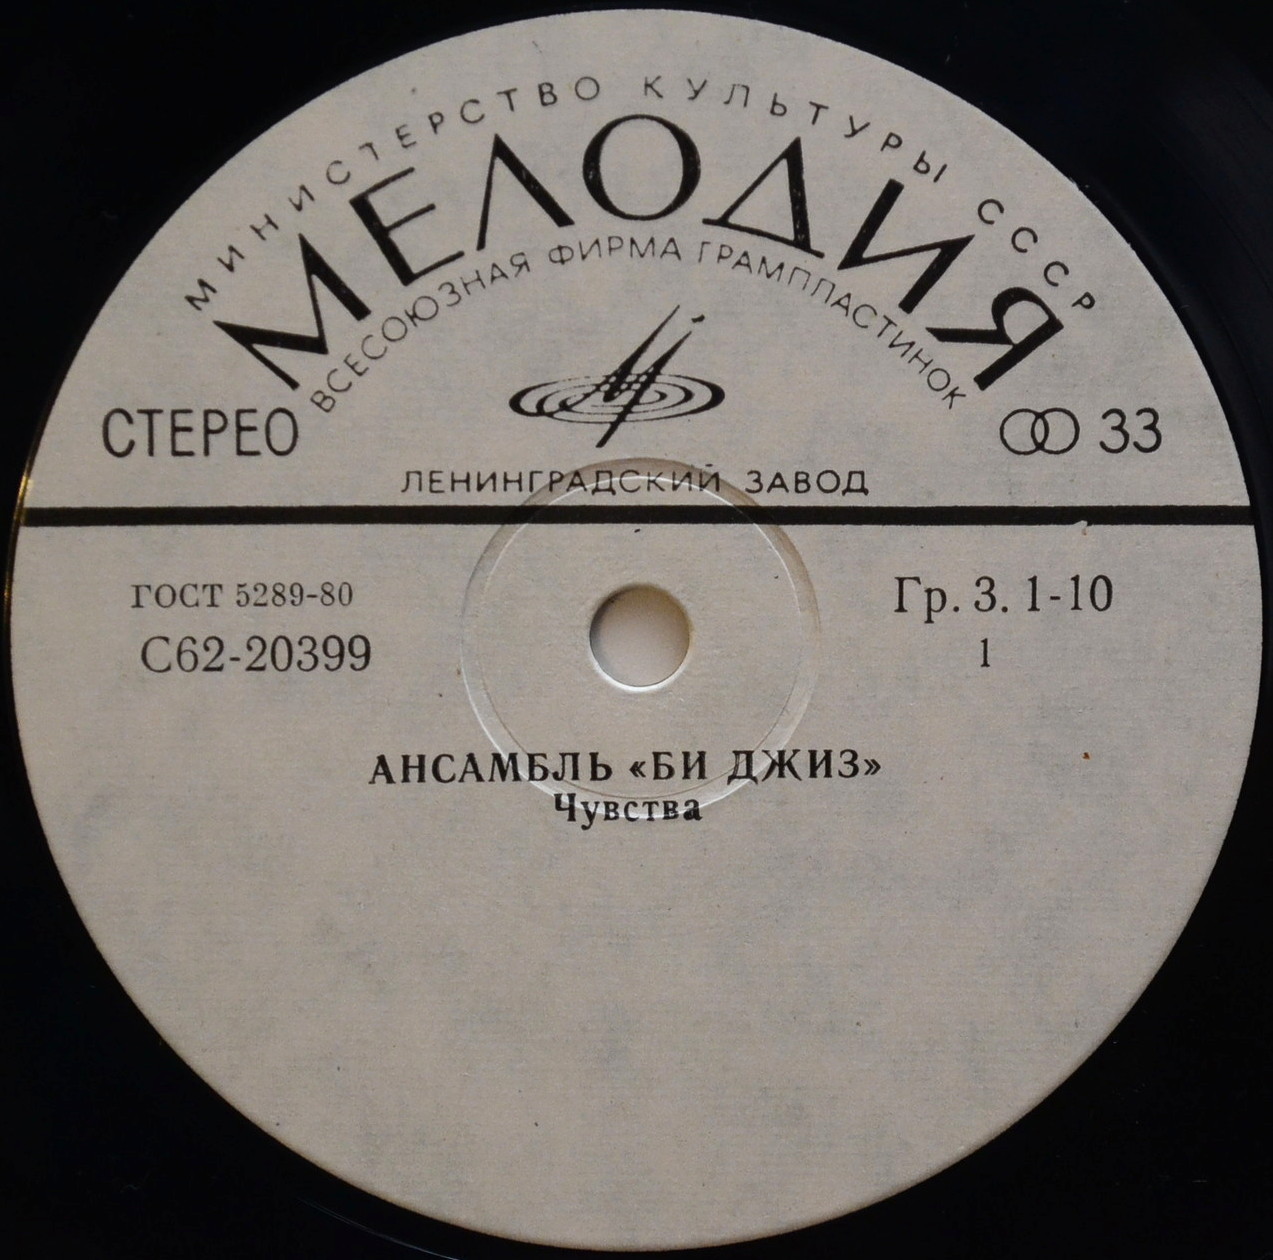 МИНИСТЕРСТВО КУЛЬТУРЫ СССР
МЕЛОДИЯ
ВСЕСОЮЗНАЯ ФИРМА ГРАМПЛАСТИНОК
СТЕРЕО
33
ЛЕНИНГРАДСКИЙ ЗАВОД
ГОСТ 5289-80
Гр. 3. 1-10
С62-20399
1
АНСАМБЛЬ «БИ ДЖИЗ»
Чувства